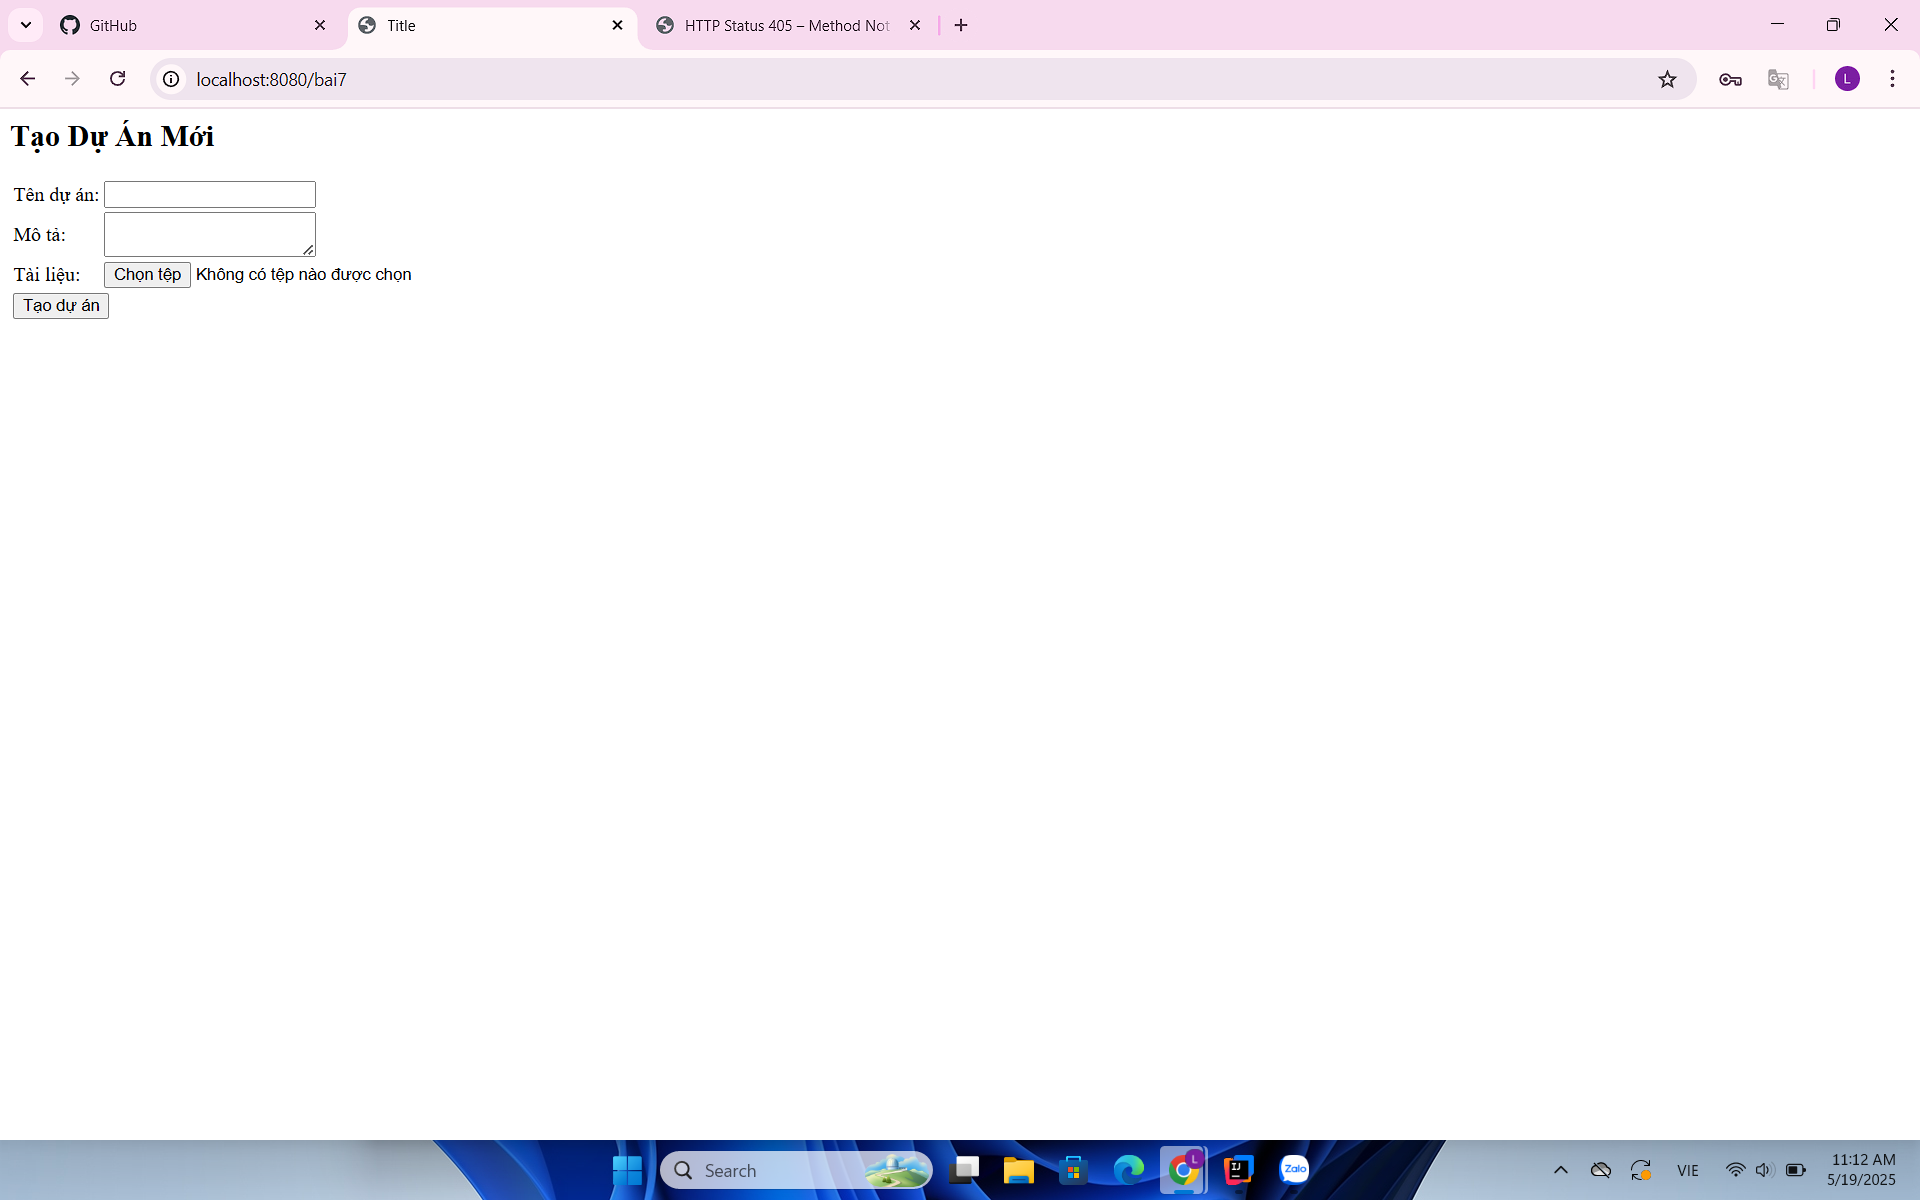 GitHub
Title
HTTP Status 405 – Method Not
localhost:8080/bai7
L
Tạo Dự Án Mới
Tên dự án:
Mô tả:
Tài liệu: Chọn tệp Không có tệp nào được chọn
Tạo dự án
Search
L
IJ
Zalo
VIE
11:12 AM
5/19/2025